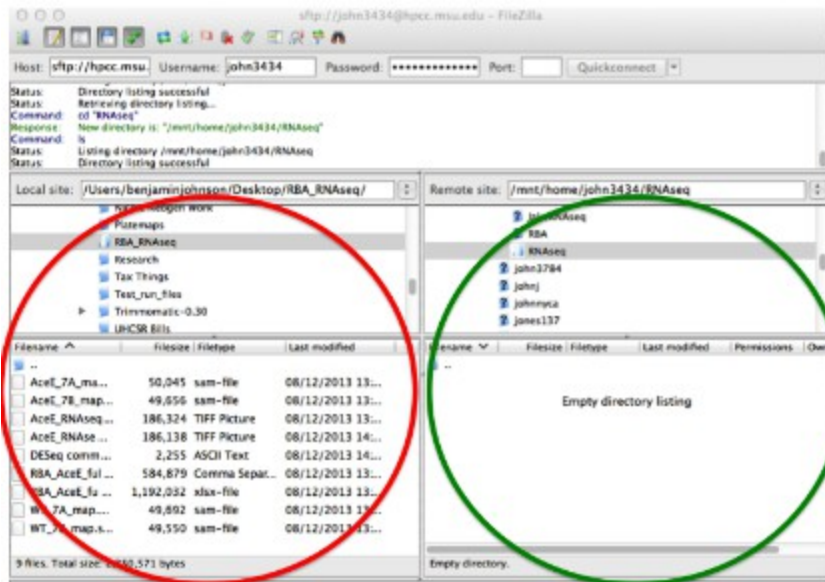 sftp://john3434@hpcc.msu.edu - FileZilla
Host: sftp://hpcc.msu. Username: john3434 Password: ••••••••••••• Port: Quickconnect
Status: Directory listing successful
Status: Retrieving directory listing...
Command: cd "RNAseq"
Response: New directory is: "/mnt/home/john3434/RNAseq"
Command: ls
Status: Listing directory /mnt/home/john3434/RNAseq
Status: Directory listing successful
Local site: /Users/benjaminjohnson/Desktop/RBA_RNAseq/
Work
Platemaps
RBA_RNAseq
Research
Tax Things
Test_run_files
Trimmomatic-0.30
UHCSR Bills
Filename Filesize Filetype Last modified
..
AceE_7A_ma... 50,045 sam-file 08/12/2013 13:...
AceE_7B_map... 49,656 sam-file 08/12/2013 13:...
AceE_RNAseq... 186,324 TIFF Picture 08/12/2013 14:...
AceE_RNAse ... 186,138 TIFF Picture 08/12/2013 14:...
DESeq comm... 2,255 ASCII Text 08/12/2013 14:...
RBA_AceE_ful ... 584,879 Comma Separ... 08/12/2013 13:...
RBA_AceE_fu ... 1,192,032 xlsx-file 08/12/2013 13:...
WT_7A_map.... 49,692 sam-file 08/12/2013 13:...
WT_7B_map.s... 49,550 sam-file 08/12/2013 13:...
9 files. Total size: bytes
Remote site: /mnt/home/john3434/RNAseq
RBA
RNAseq
john3784
johnj
johnnyca
jones137
Filename Filesize Filetype Last modified Permissions Own
..
Empty directory listing
Empty directory.